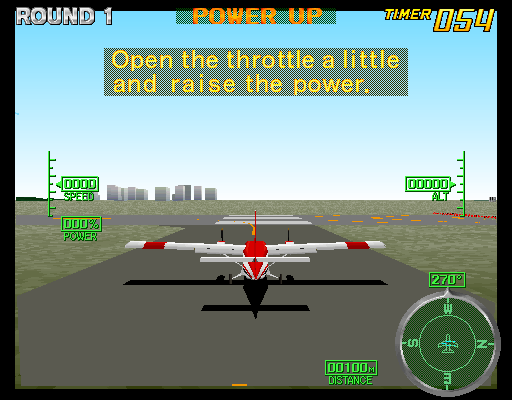 ROUND 1
POWER UP
TIMER 054
Open the throttle a little
and raise the power.
0000
SPEED
000%
POWER
00000
ALT
270°
W
S
N
E
00100M
DISTANCE